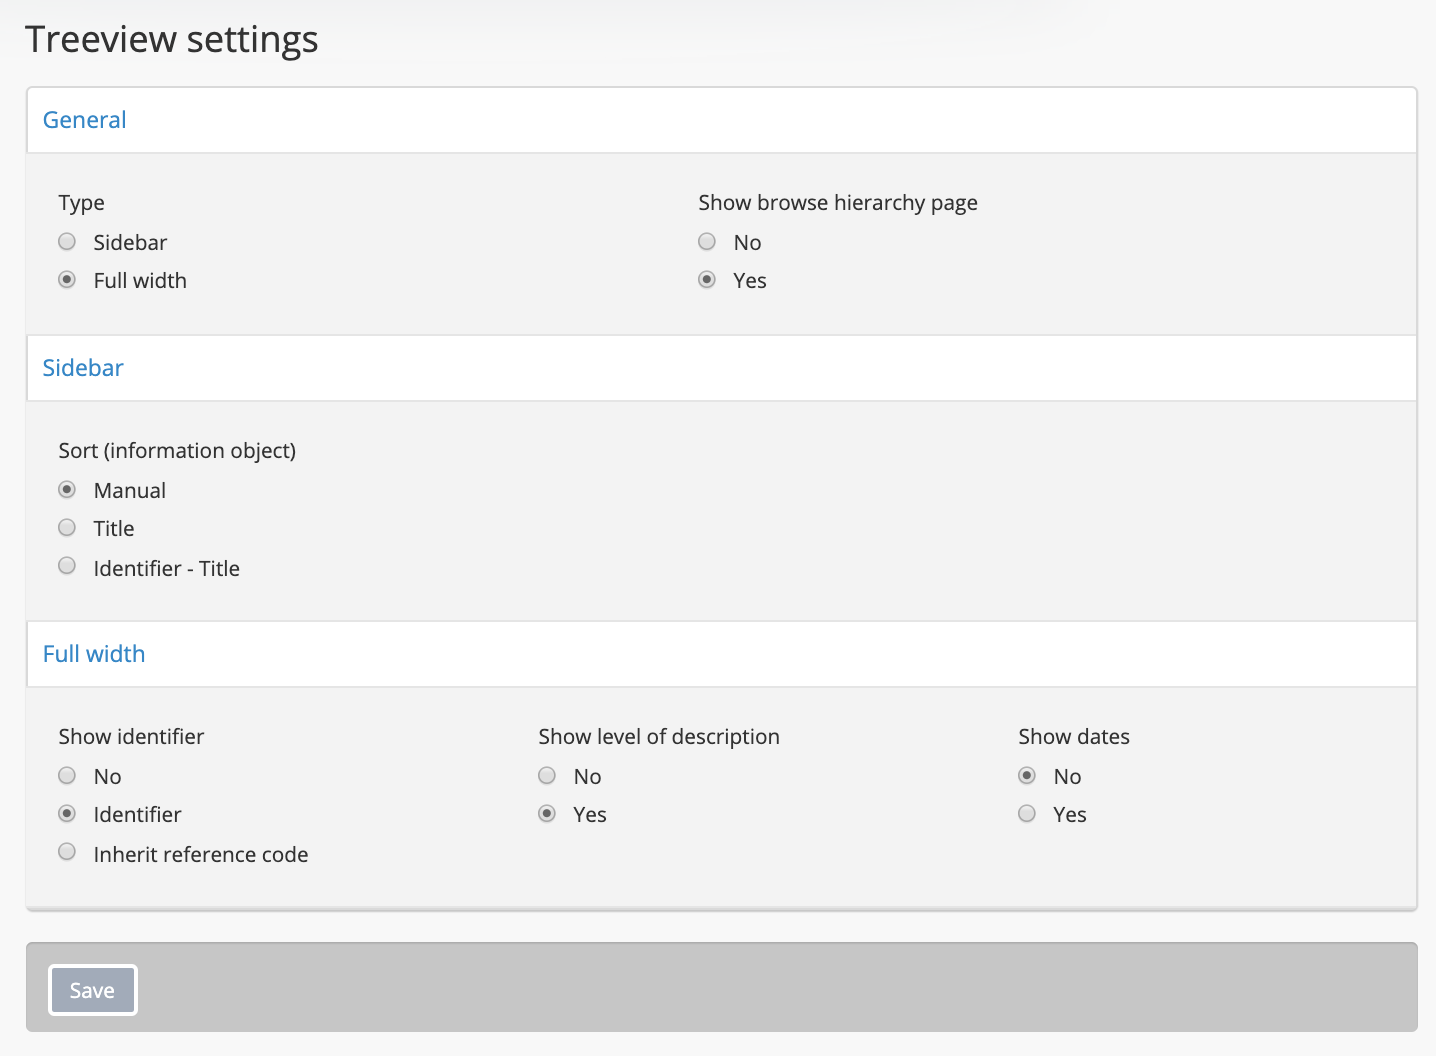 Treeview settings
General
Type
Sidebar
Full width
Show browse hierarchy page
No
Yes
Sidebar
Sort (information object)
Manual
Title
Identifier - Title
Full width
Show identifier
No
Identifier
Inherit reference code
Show level of description
No
Yes
Show dates
No
Yes
Save